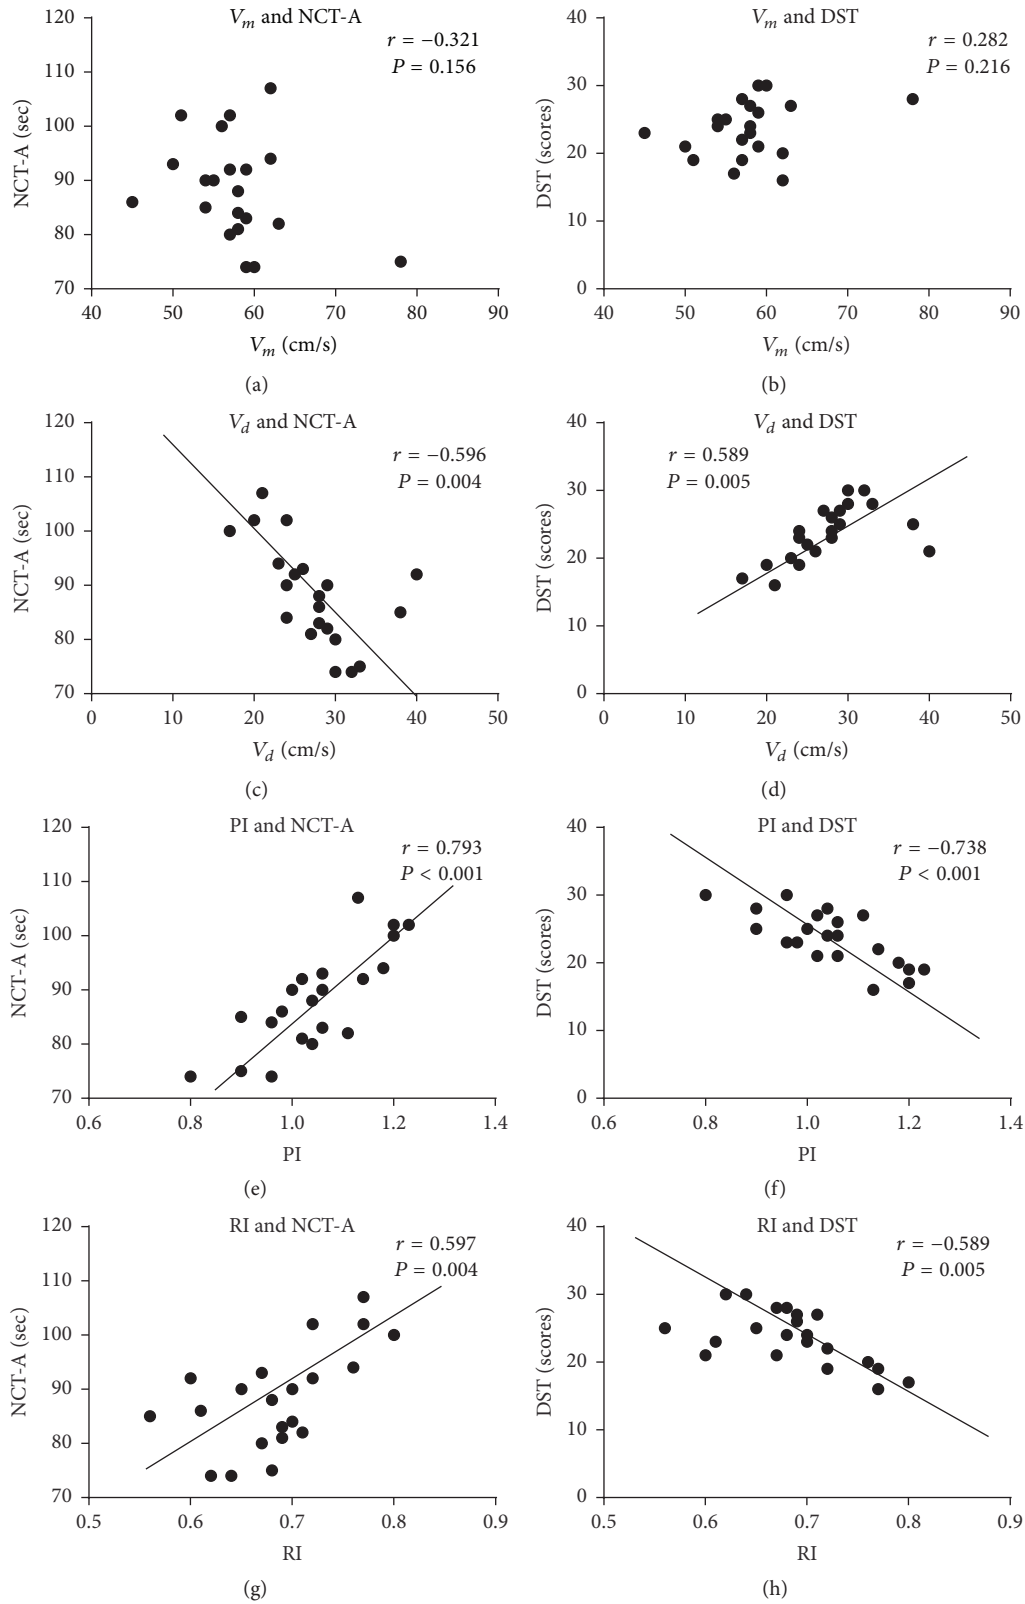 V_m and NCT-A
r = −0.321
P = 0.156
120
110
100
90
80
70
NCT-A (sec)
40 50 60 70 80 90
V_m (cm/s)
(a)
V_m and DST
r = 0.282
P = 0.216
40
30
20
10
0
DST (scores)
40 50 60 70 80 90
V_m (cm/s)
(b)
V_d and NCT-A
r = −0.596
P = 0.004
120
110
100
90
80
70
NCT-A (sec)
0 10 20 30 40 50
V_d (cm/s)
(c)
V_d and DST
r = 0.589
P = 0.005
40
30
20
10
0
DST (scores)
0 10 20 30 40 50
V_d (cm/s)
(d)
PI and NCT-A
r = 0.793
P < 0.001
120
110
100
90
80
70
NCT-A (sec)
0.6 0.8 1.0 1.2 1.4
PI
(e)
PI and DST
r = −0.738
P < 0.001
40
30
20
10
0
DST (scores)
0.6 0.8 1.0 1.2 1.4
PI
(f)
RI and NCT-A
r = 0.597
P = 0.004
120
110
100
90
80
70
NCT-A (sec)
0.5 0.6 0.7 0.8 0.9
RI
(g)
RI and DST
r = −0.589
P = 0.005
40
30
20
10
0
DST (scores)
0.5 0.6 0.7 0.8 0.9
RI
(h)